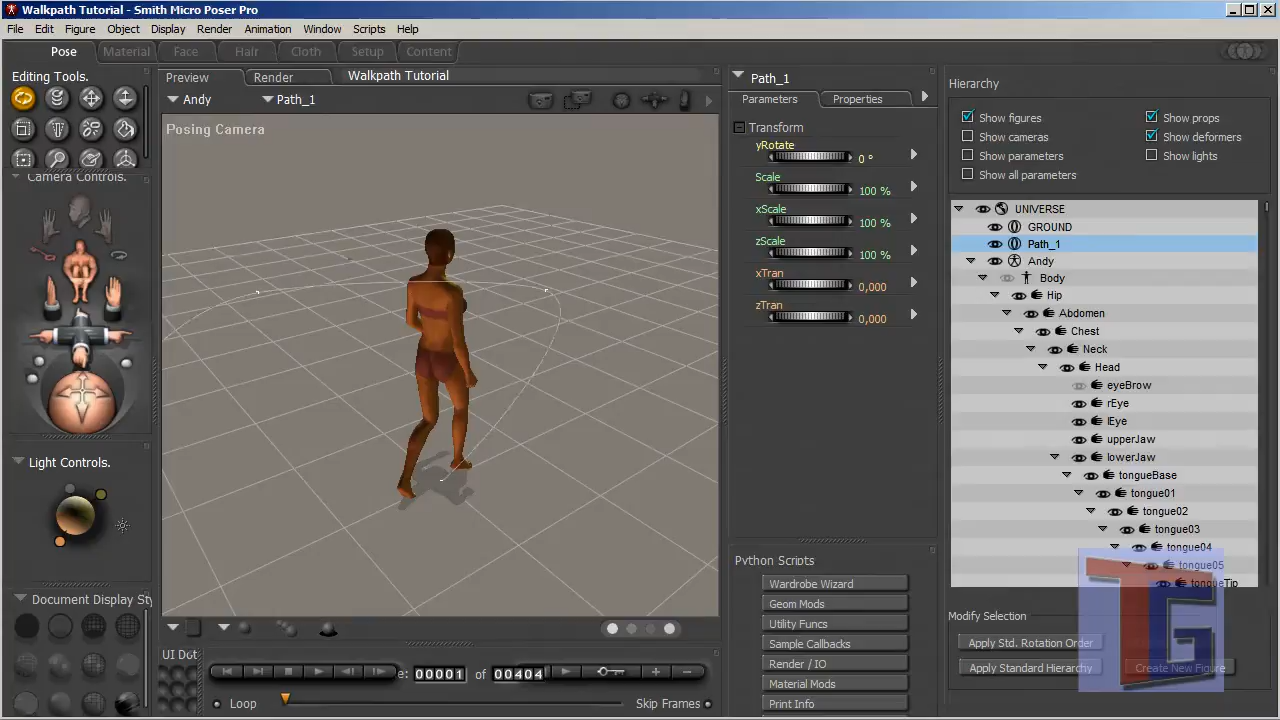 Walkpath Tutorial - Smith Micro Poser Pro
File Edit Figure Object Display Render Animation Window Scripts Help
Pose Material Face Hair Cloth Setup Content
Editing Tools.
Camera Controls.
Light Controls.
Document Display Sty
Preview Render Walkpath Tutorial
Andy Path_1
Posing Camera
UI Dot
e: 00001 of 00404
Loop Skip Frames
Path_1
Parameters Properties
Transform
yRotate
0 °
Scale
100 %
xScale
100 %
zScale
100 %
xTran
0,000
zTran
0,000
Python Scripts
Wardrobe Wizard
Geom Mods
Utility Funcs
Sample Callbacks
Render / IO
Material Mods
Print Info
Hierarchy
Show figures Show props
Show cameras Show deformers
Show parameters Show lights
Show all parameters
UNIVERSE
GROUND
Path_1
Andy
Body
Hip
Abdomen
Chest
Neck
Head
eyeBrow
rEye
lEye
upperJaw
lowerJaw
tongueBase
tongue01
tongue02
tongue03
tongue04
tongue05
tongueTip
Modify Selection
Apply Std. Rotation Order
Apply Standard Hierarchy Create New Figure
TG